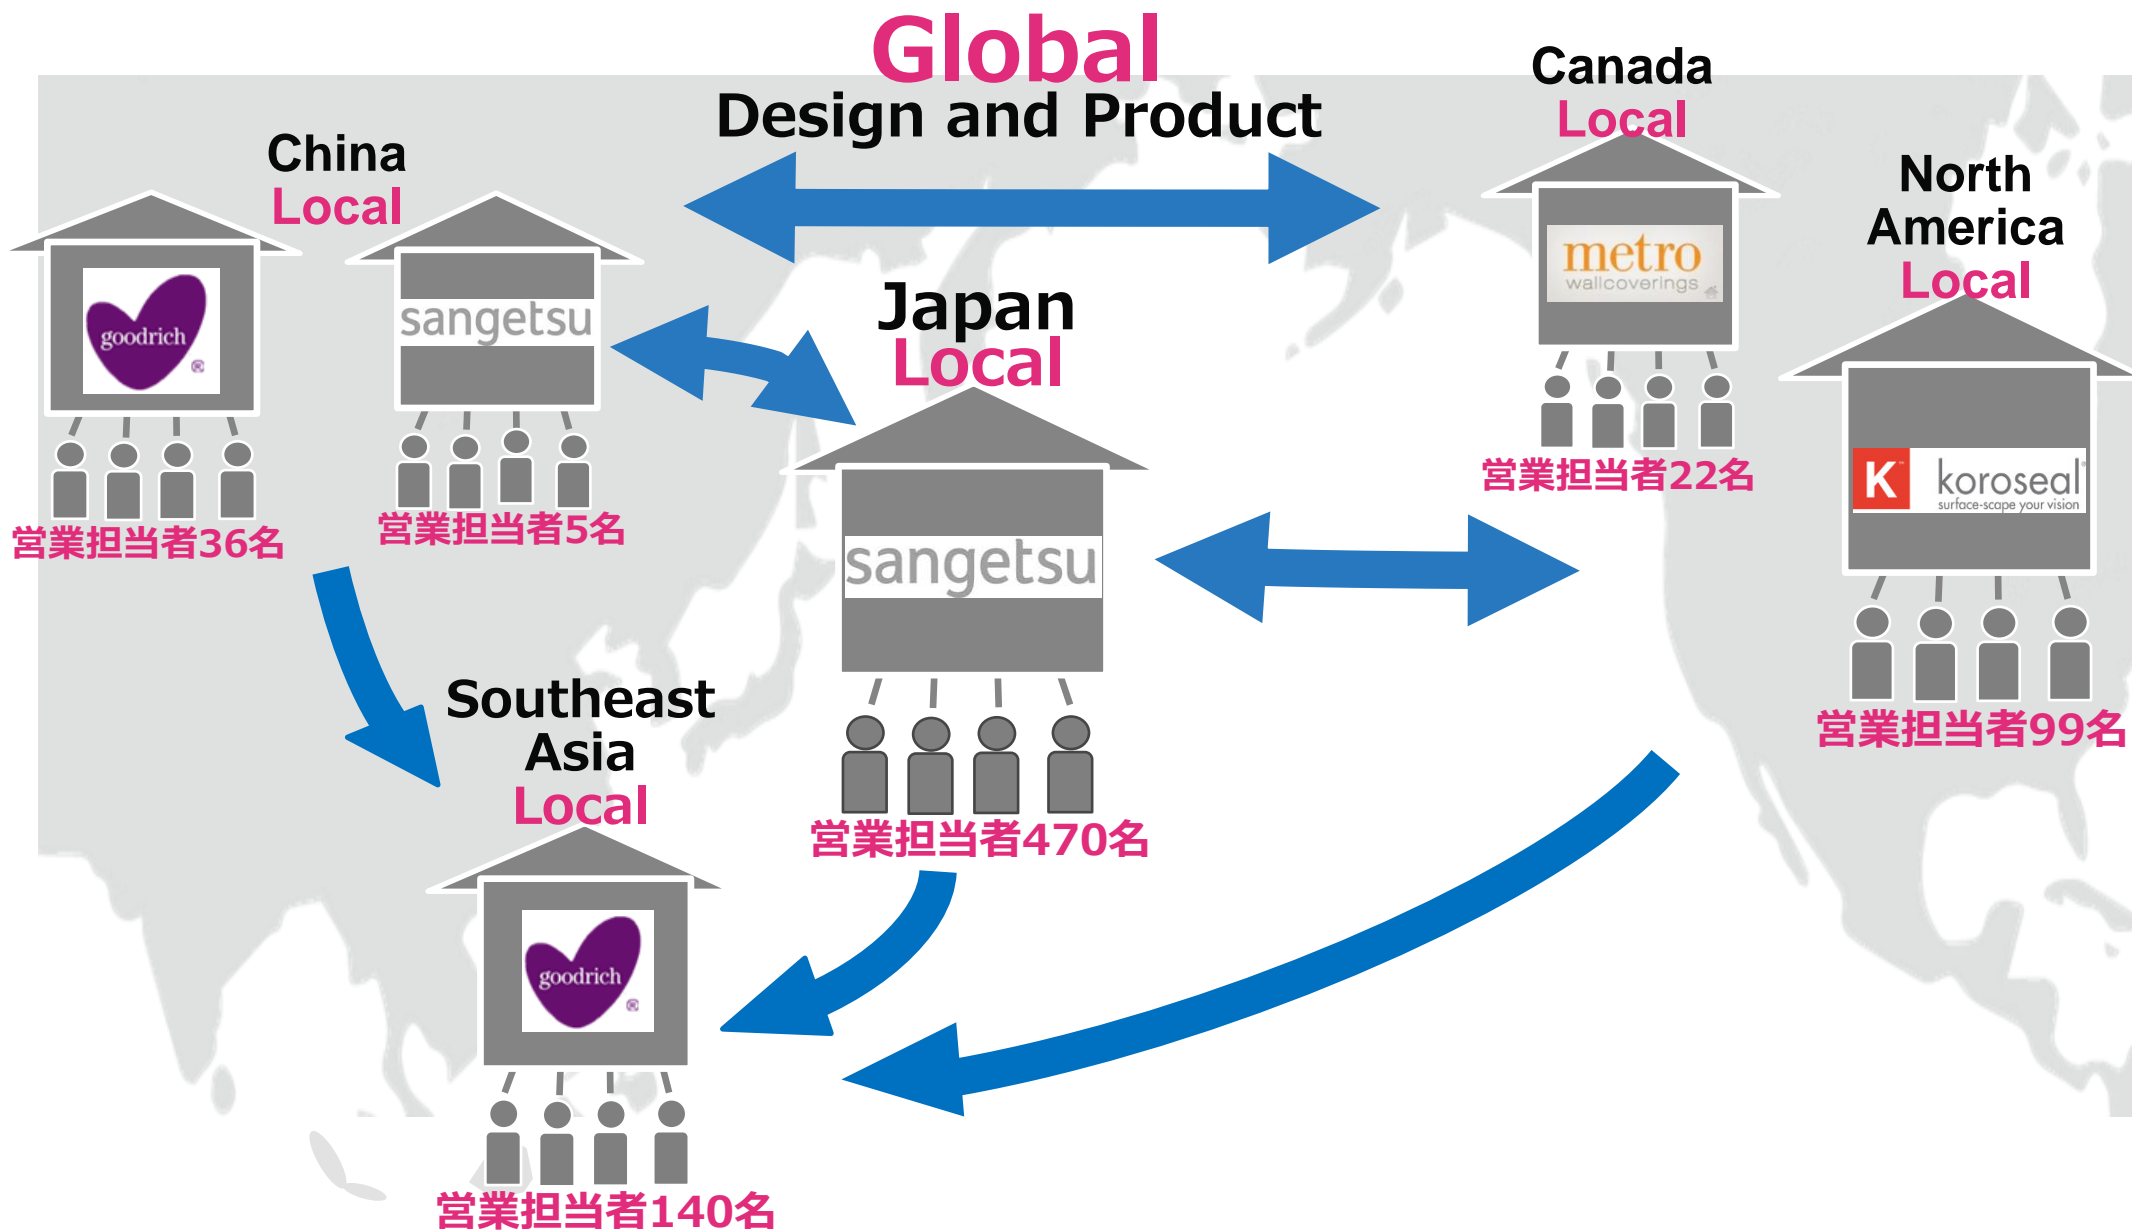 Global
Design and Product
China
Local
goodrich
®
営業担当者36名
sangetsu
営業担当者5名
Japan
Local
sangetsu
営業担当者470名
Canada
Local
metro
wallcoverings
営業担当者22名
North
America
Local
K
koroseal
surface-scape your vision
営業担当者99名
Southeast
Asia
Local
goodrich
®
営業担当者140名